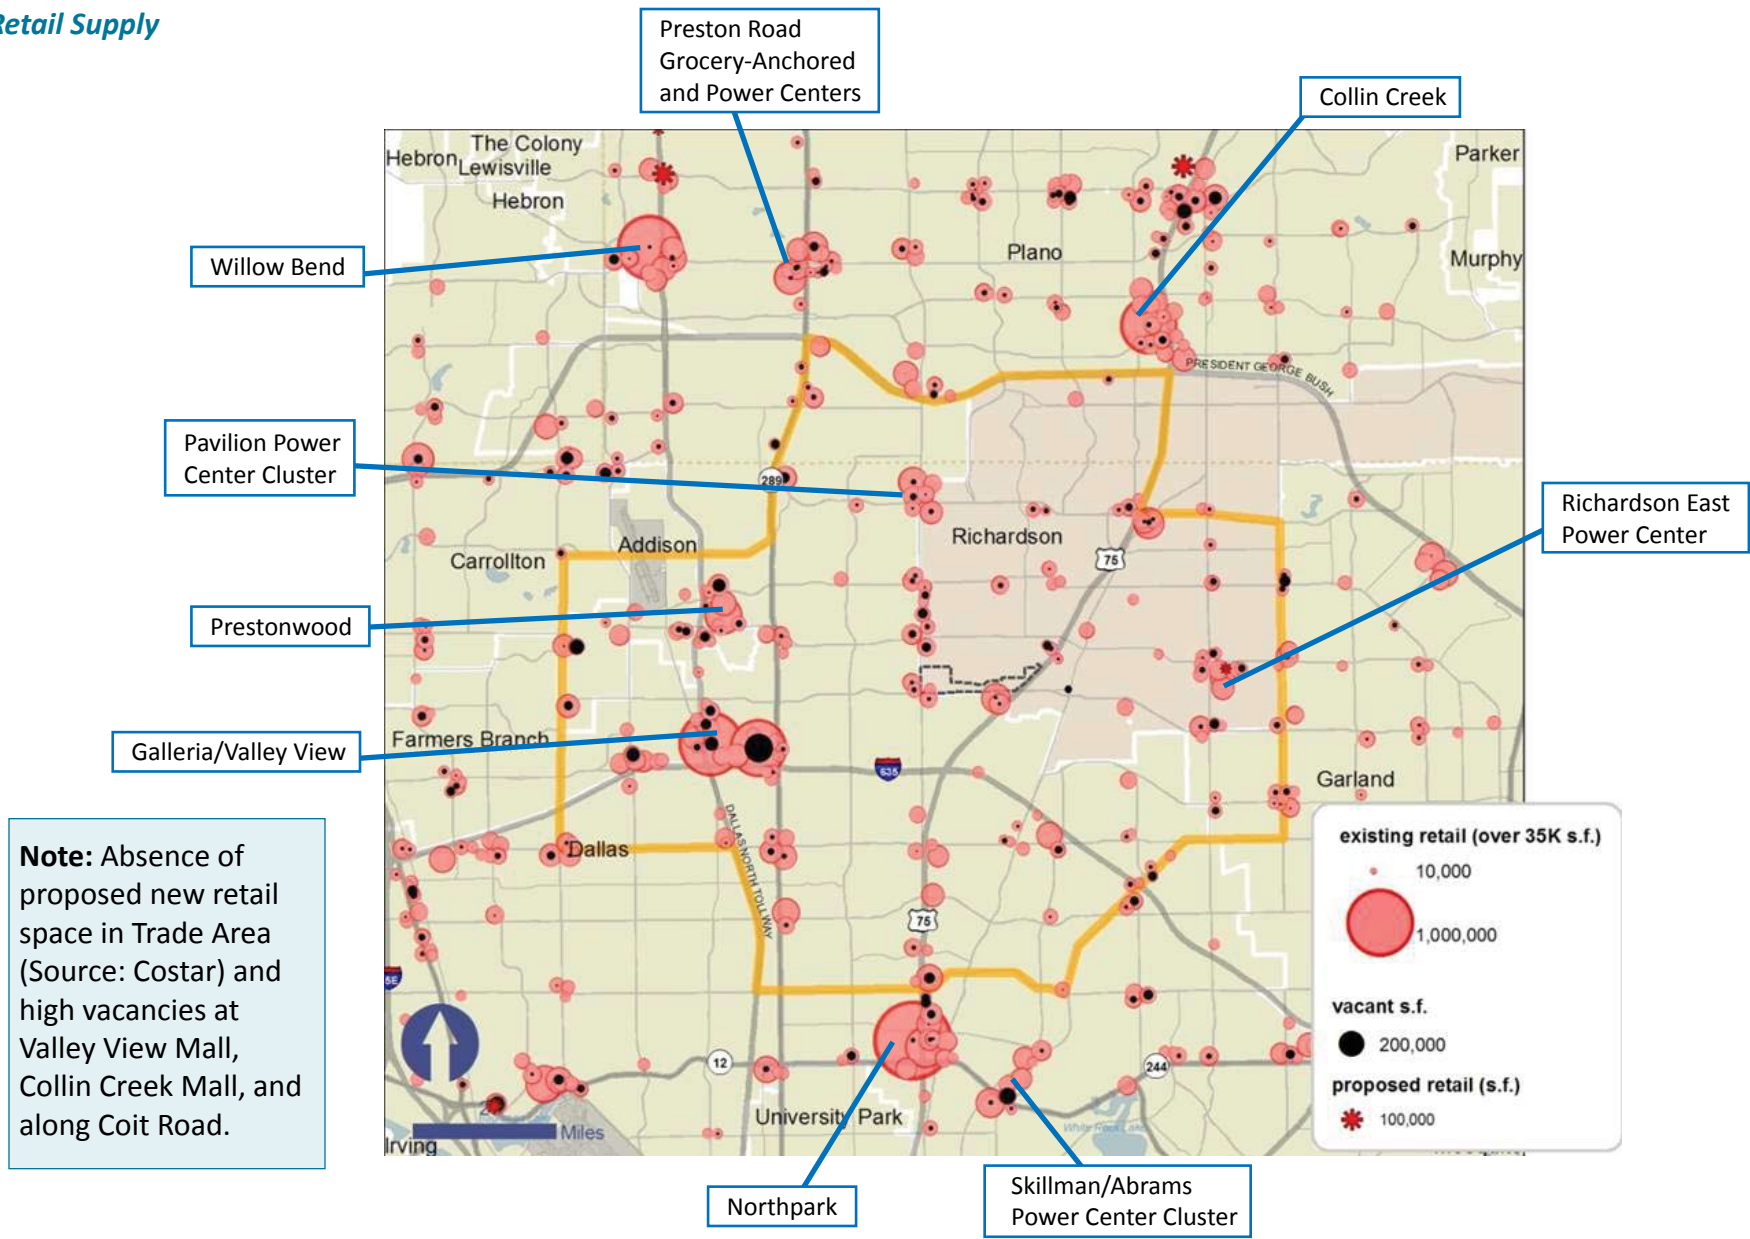 Retail Supply
Preston Road
Grocery-Anchored
and Power Centers
Collin Creek
The Colony
Hebron
Lewisville
Hebron
Parker
Plano
Murphy
Willow Bend
PRESIDENT GEORGE BUSH
Pavilion Power
Center Cluster
289
Richardson East
Power Center
Richardson
Addison
Carrollton
75
Prestonwood
Farmers Branch
Galleria/Valley View
635
Garland
DALLAS NORTH TOLLWAY
Dallas
75
Note: Absence of
proposed new retail
space in Trade Area
(Source: Costar) and
high vacancies at
Valley View Mall,
Collin Creek Mall, and
along Coit Road.
existing retail (over 35K s.f.)
10,000
1,000,000
vacant s.f.
200,000
proposed retail (s.f.)
100,000
5E
12
244
2
Miles
University Park
White Rock Lake
Irving
Northpark
Skillman/Abrams
Power Center Cluster